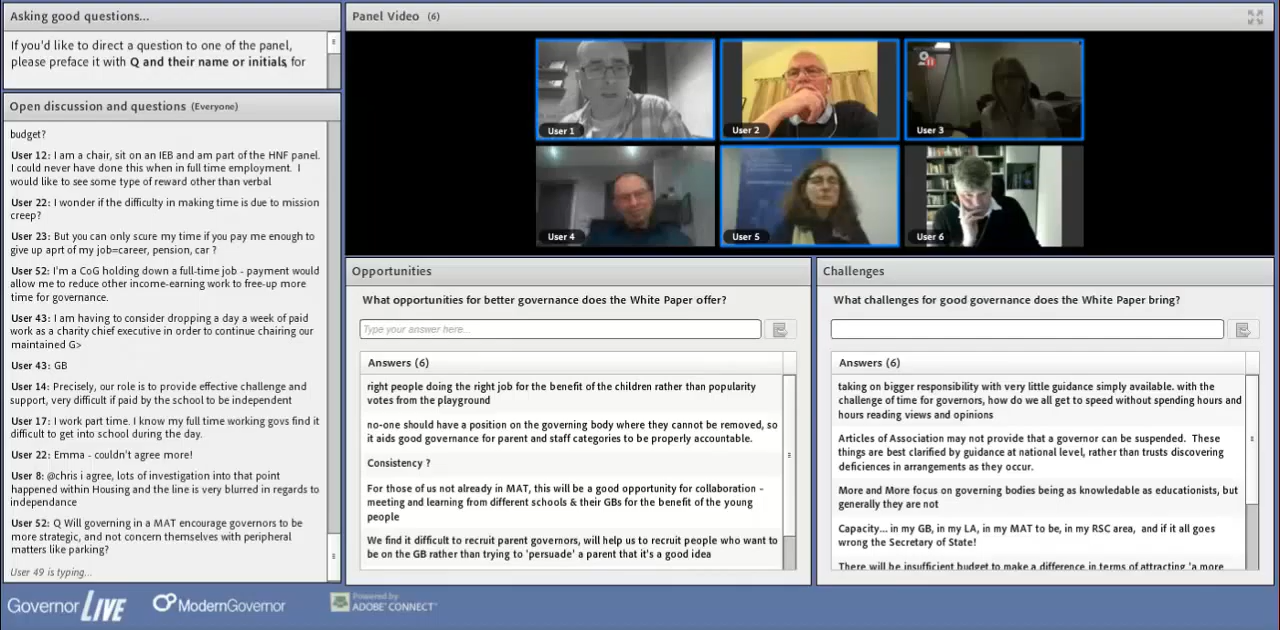 Asking good questions...
If you'd like to direct a question to one of the panel,
please preface it with Q and their name or initials, for
Open discussion and questions (Everyone)
budget?
User 12: I am a chair, sit on an IEB and am part of the HNF panel.
I could never have done this when in full time employment. I
would like to see some type of reward other than verbal
User 22: I wonder if the difficulty in making time is due to mission
creep?
User 23: But you can only scure my time if you pay me enough to
give up aprt of my job=career, pension, car ?
User 52: I'm a CoG holding down a full-time job - payment would
allow me to reduce other income-earning work to free-up more
time for governance.
User 43: I am having to consider dropping a day a week of paid
work as a charity chief executive in order to continue chairing our
maintained G>
User 43: GB
User 14: Precisely, our role is to provide effective challenge and
support, very difficult if paid by the school to be independent
User 17: I work part time. I know my full time working govs find it
difficult to get into school during the day.
User 22: Emma - couldn't agree more!
User 8: @chris i agree, lots of investigation into that point
happened within Housing and the line is very blurred in regards to
independance
User 52: Q Will governing in a MAT encourage governors to be
more strategic, and not concern themselves with peripheral
matters like parking?
User 49 is typing...
Panel Video (6)
User 1
User 2
User 3
User 4
User 5
User 6
Opportunities
What opportunities for better governance does the White Paper offer?
Type your answer here...
Answers (6)
right people doing the right job for the benefit of the children rather than popularity
votes from the playground
no-one should have a position on the governing body where they cannot be removed, so
it aids good governance for parent and staff categories to be properly accountable.
Consistency ?
For those of us not already in MAT, this will be a good opportunity for collaboration -
meeting and learning from different schools & their GBs for the benefit of the young
people
We find it difficult to recruit parent governors, will help us to recruit people who want to
be on the GB rather than trying to 'persuade' a parent that it's a good idea
Challenges
What challenges for good governance does the White Paper bring?
Answers (6)
taking on bigger responsibility with very little guidance simply available. with the
challenge of time for governors, how do we all get to speed without spending hours and
hours reading views and opinions
Articles of Association may not provide that a governor can be suspended. These
things are best clarified by guidance at national level, rather than trusts discovering
deficiences in arrangements as they occur.
More and More focus on governing bodies being as knowledable as educationists, but
generally they are not
Capacity... in my GB, in my LA, in my MAT to be, in my RSC area, and if it all goes
wrong the Secretary of State!
There will be insufficient budget to make a difference in terms of attracting 'a more
Governor LIVE
ModernGovernor
Powered by
ADOBE® CONNECT™